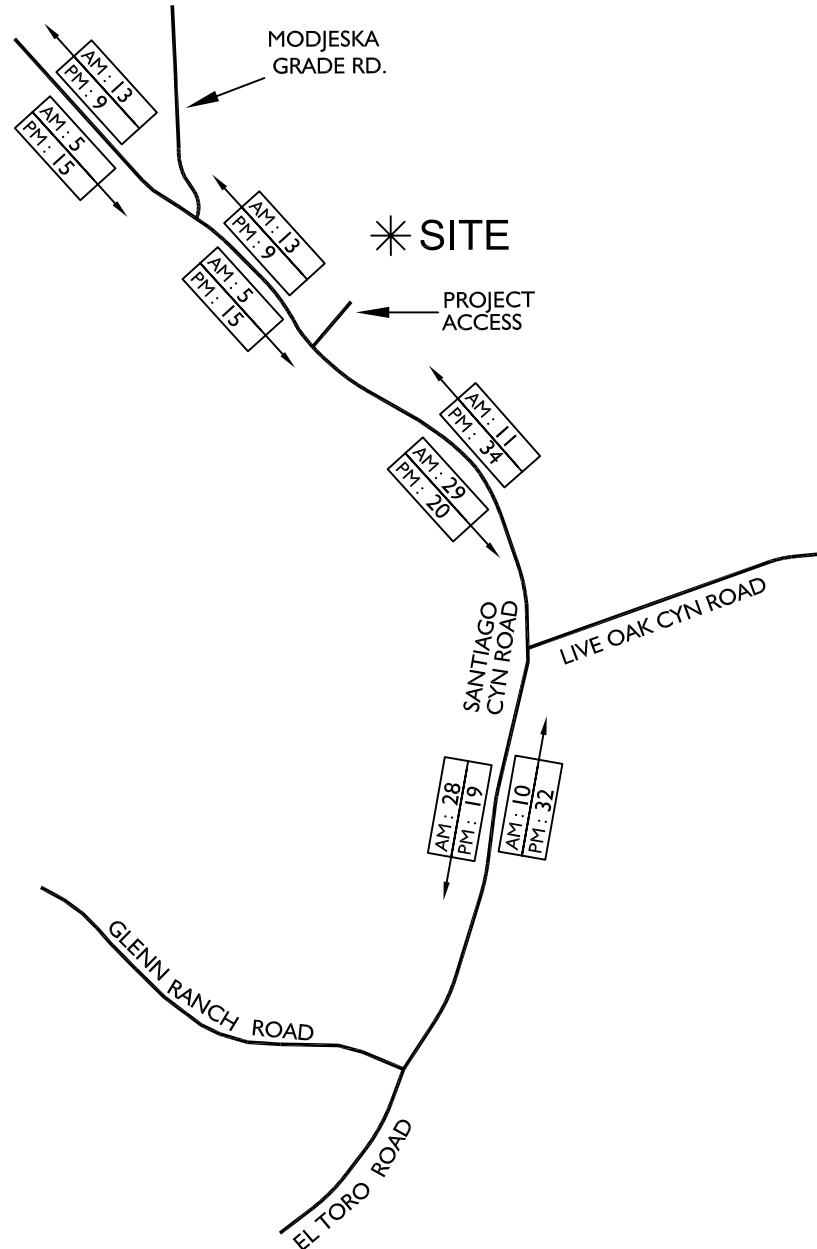 MODJESKA
GRADE RD.
AM : 13
PM : 9
AM : 5
PM : 15
AM : 13
PM : 9
SITE
AM : 5
PM : 15
PROJECT
ACCESS
AM : 11
PM : 34
AM : 29
PM : 20
SANTIAGO
CYN ROAD
LIVE OAK CYN ROAD
AM : 28
PM : 19
AM : 10
PM : 32
GLENN RANCH ROAD
EL TORO ROAD